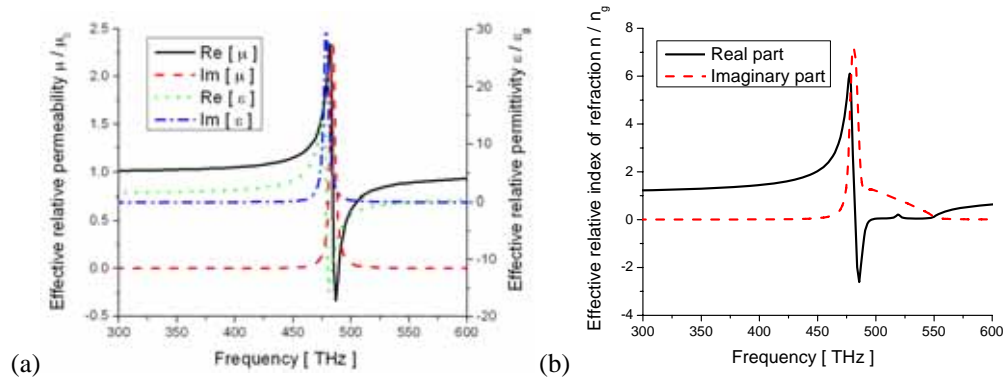 Effective relative permeability μ / μ₀
2.5
2.0
1.5
1.0
0.5
0.0
-0.5
Re [ μ ]
Im [ μ ]
Re [ ε ]
Im [ ε ]
30
20
10
0
-10
-20
Effective relative permittivity ε / ε_g
300 350 400 450 500 550 600
Frequency [ THz ]
(a)
Effective relative index of refraction n / n_g
8
6
4
2
0
-2
-4
Real part
Imaginary part
300 350 400 450 500 550 600
Frequency [ THz ]
(b)